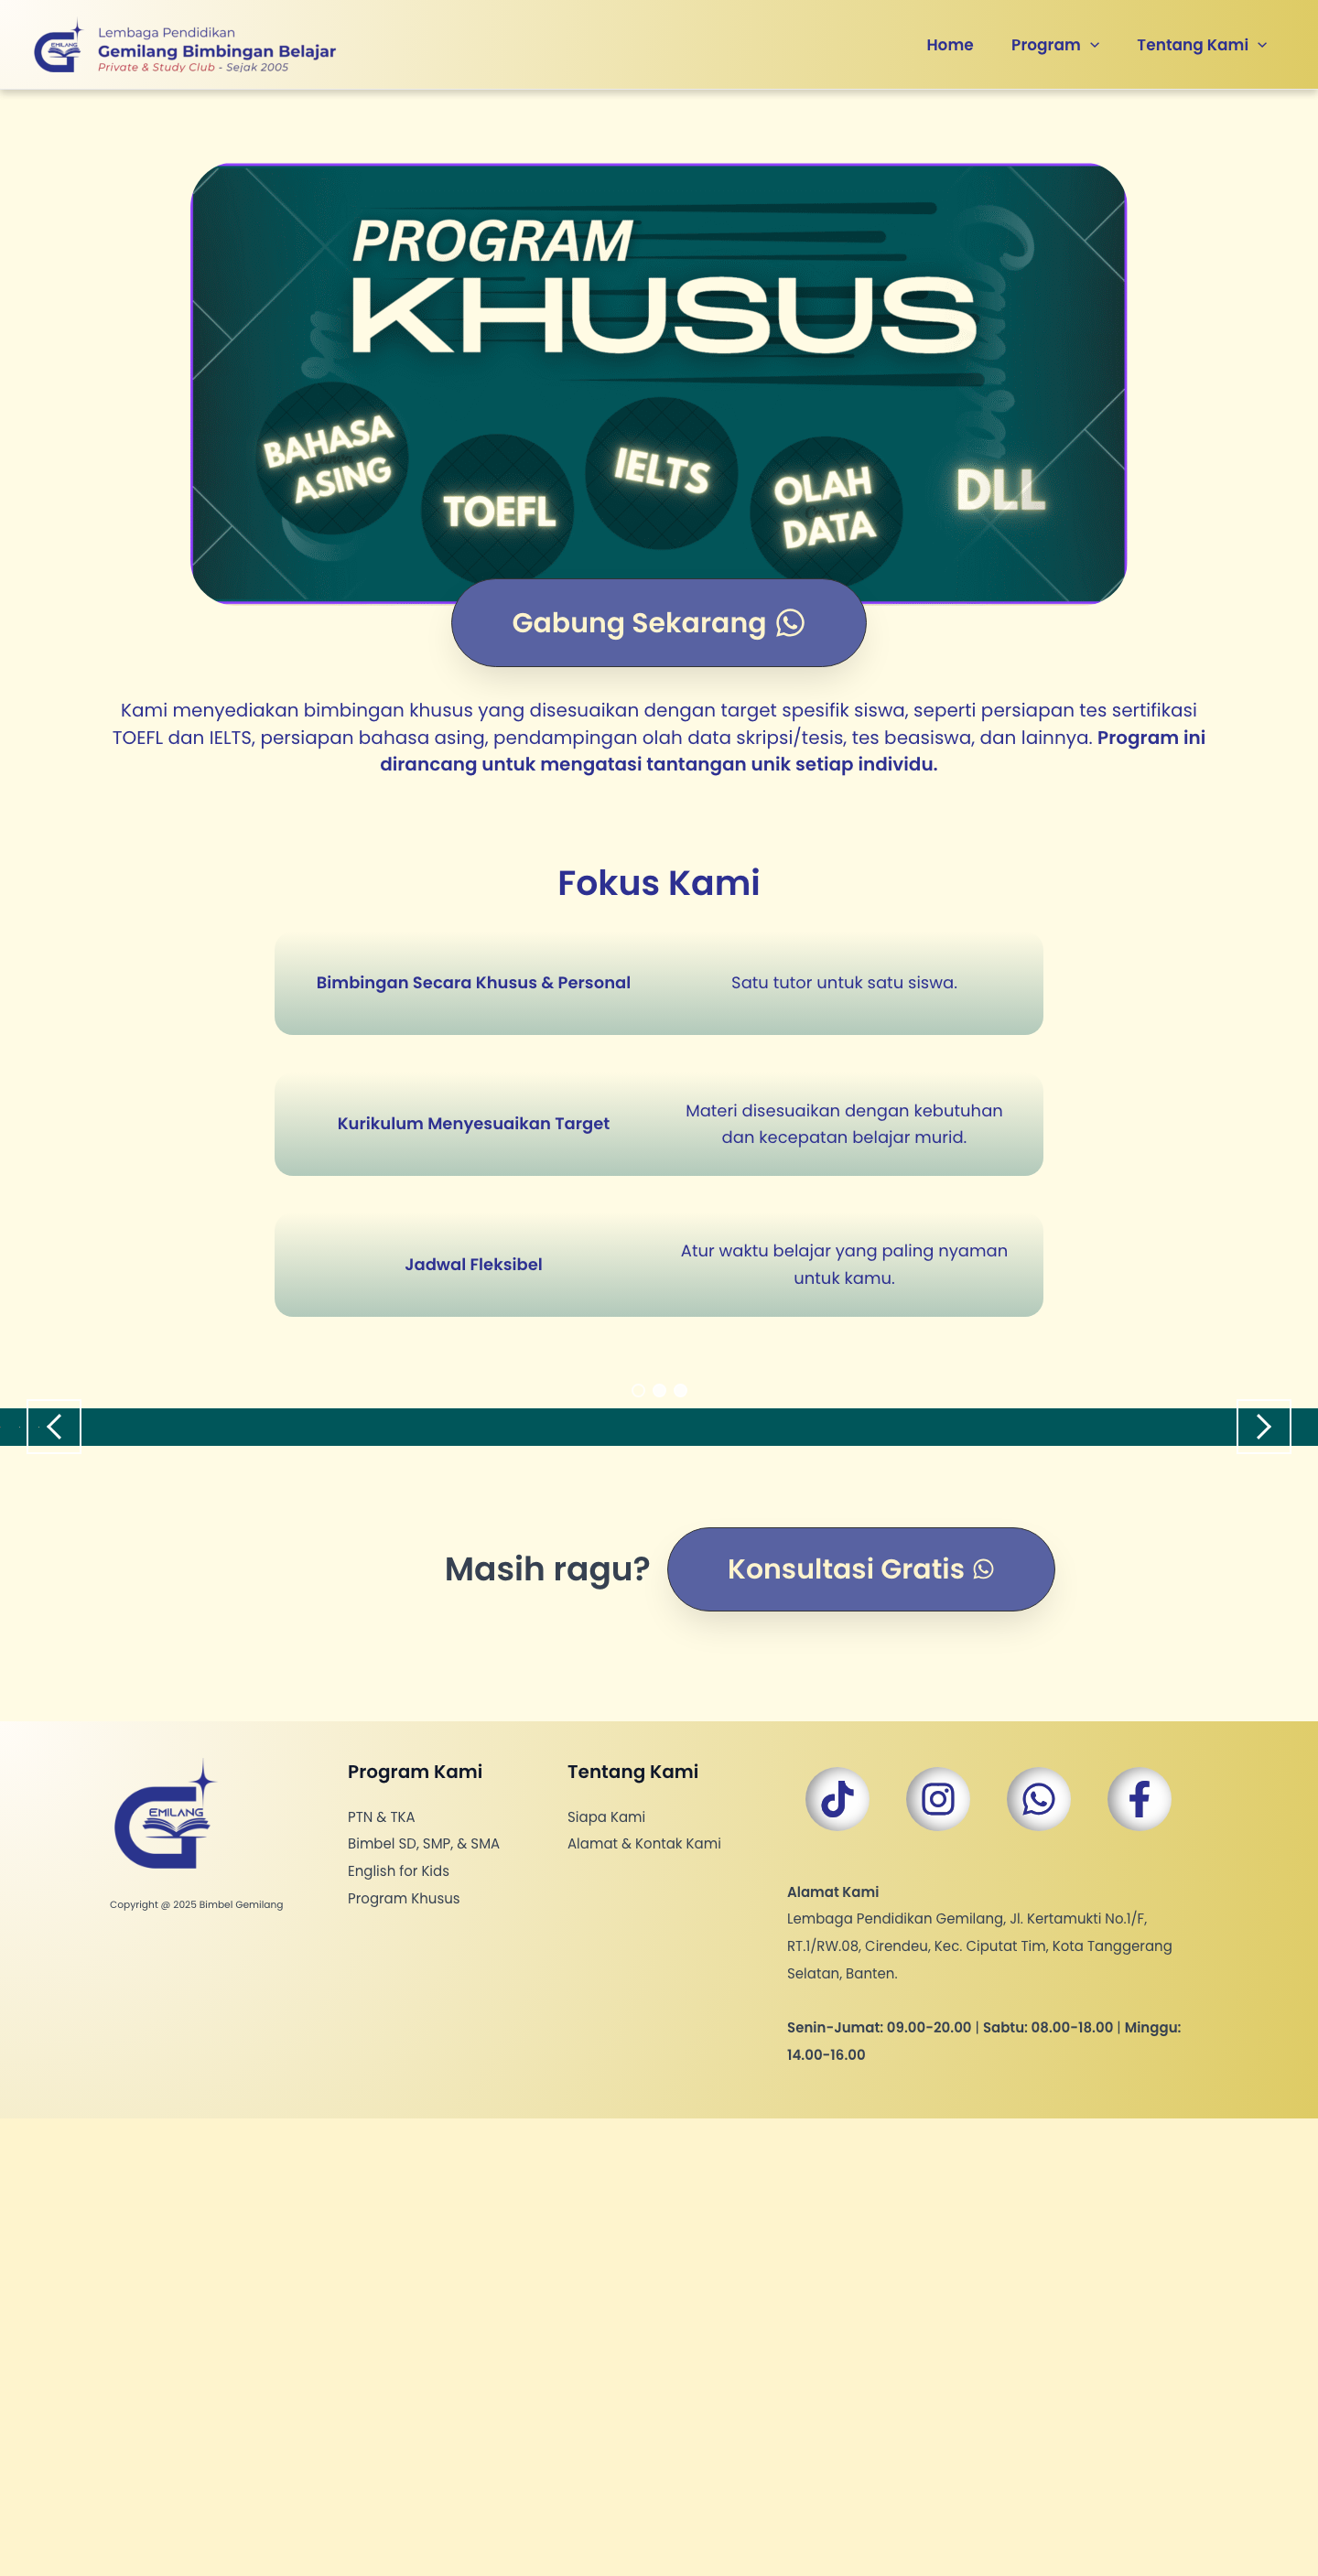 EMILANG
Lembaga Pendidikan
Gemilang Bimbingan Belajar
Private & Study Club - Sejak 2005
Home
Program
Tentang Kami
PROGRAM
KHUSUS
BAHASA
ASING
TOEFL
IELTS
OLAH
DATA
DLL
Gabung Sekarang
Kami menyediakan bimbingan khusus yang disesuaikan dengan target spesifik siswa, seperti persiapan tes sertifikasi
TOEFL dan IELTS, persiapan bahasa asing, pendampingan olah data skripsi/tesis, tes beasiswa, dan lainnya. Program ini
dirancang untuk mengatasi tantangan unik setiap individu.
Fokus Kami
Bimbingan Secara Khusus & Personal
Satu tutor untuk satu siswa.
Kurikulum Menyesuaikan Target
Materi disesuaikan dengan kebutuhan
dan kecepatan belajar murid.
Jadwal Fleksibel
Atur waktu belajar yang paling nyaman
untuk kamu.
Masih ragu?
Konsultasi Gratis
EMILANG
Copyright @ 2025 Bimbel Gemilang
Program Kami
PTN & TKA
Bimbel SD, SMP, & SMA
English for Kids
Program Khusus
Tentang Kami
Siapa Kami
Alamat & Kontak Kami
Alamat Kami
Lembaga Pendidikan Gemilang, Jl. Kertamukti No.1/F,
RT.1/RW.08, Cirendeu, Kec. Ciputat Tim, Kota Tanggerang
Selatan, Banten.
Senin-Jumat: 09.00-20.00 | Sabtu: 08.00-18.00 | Minggu:
14.00-16.00